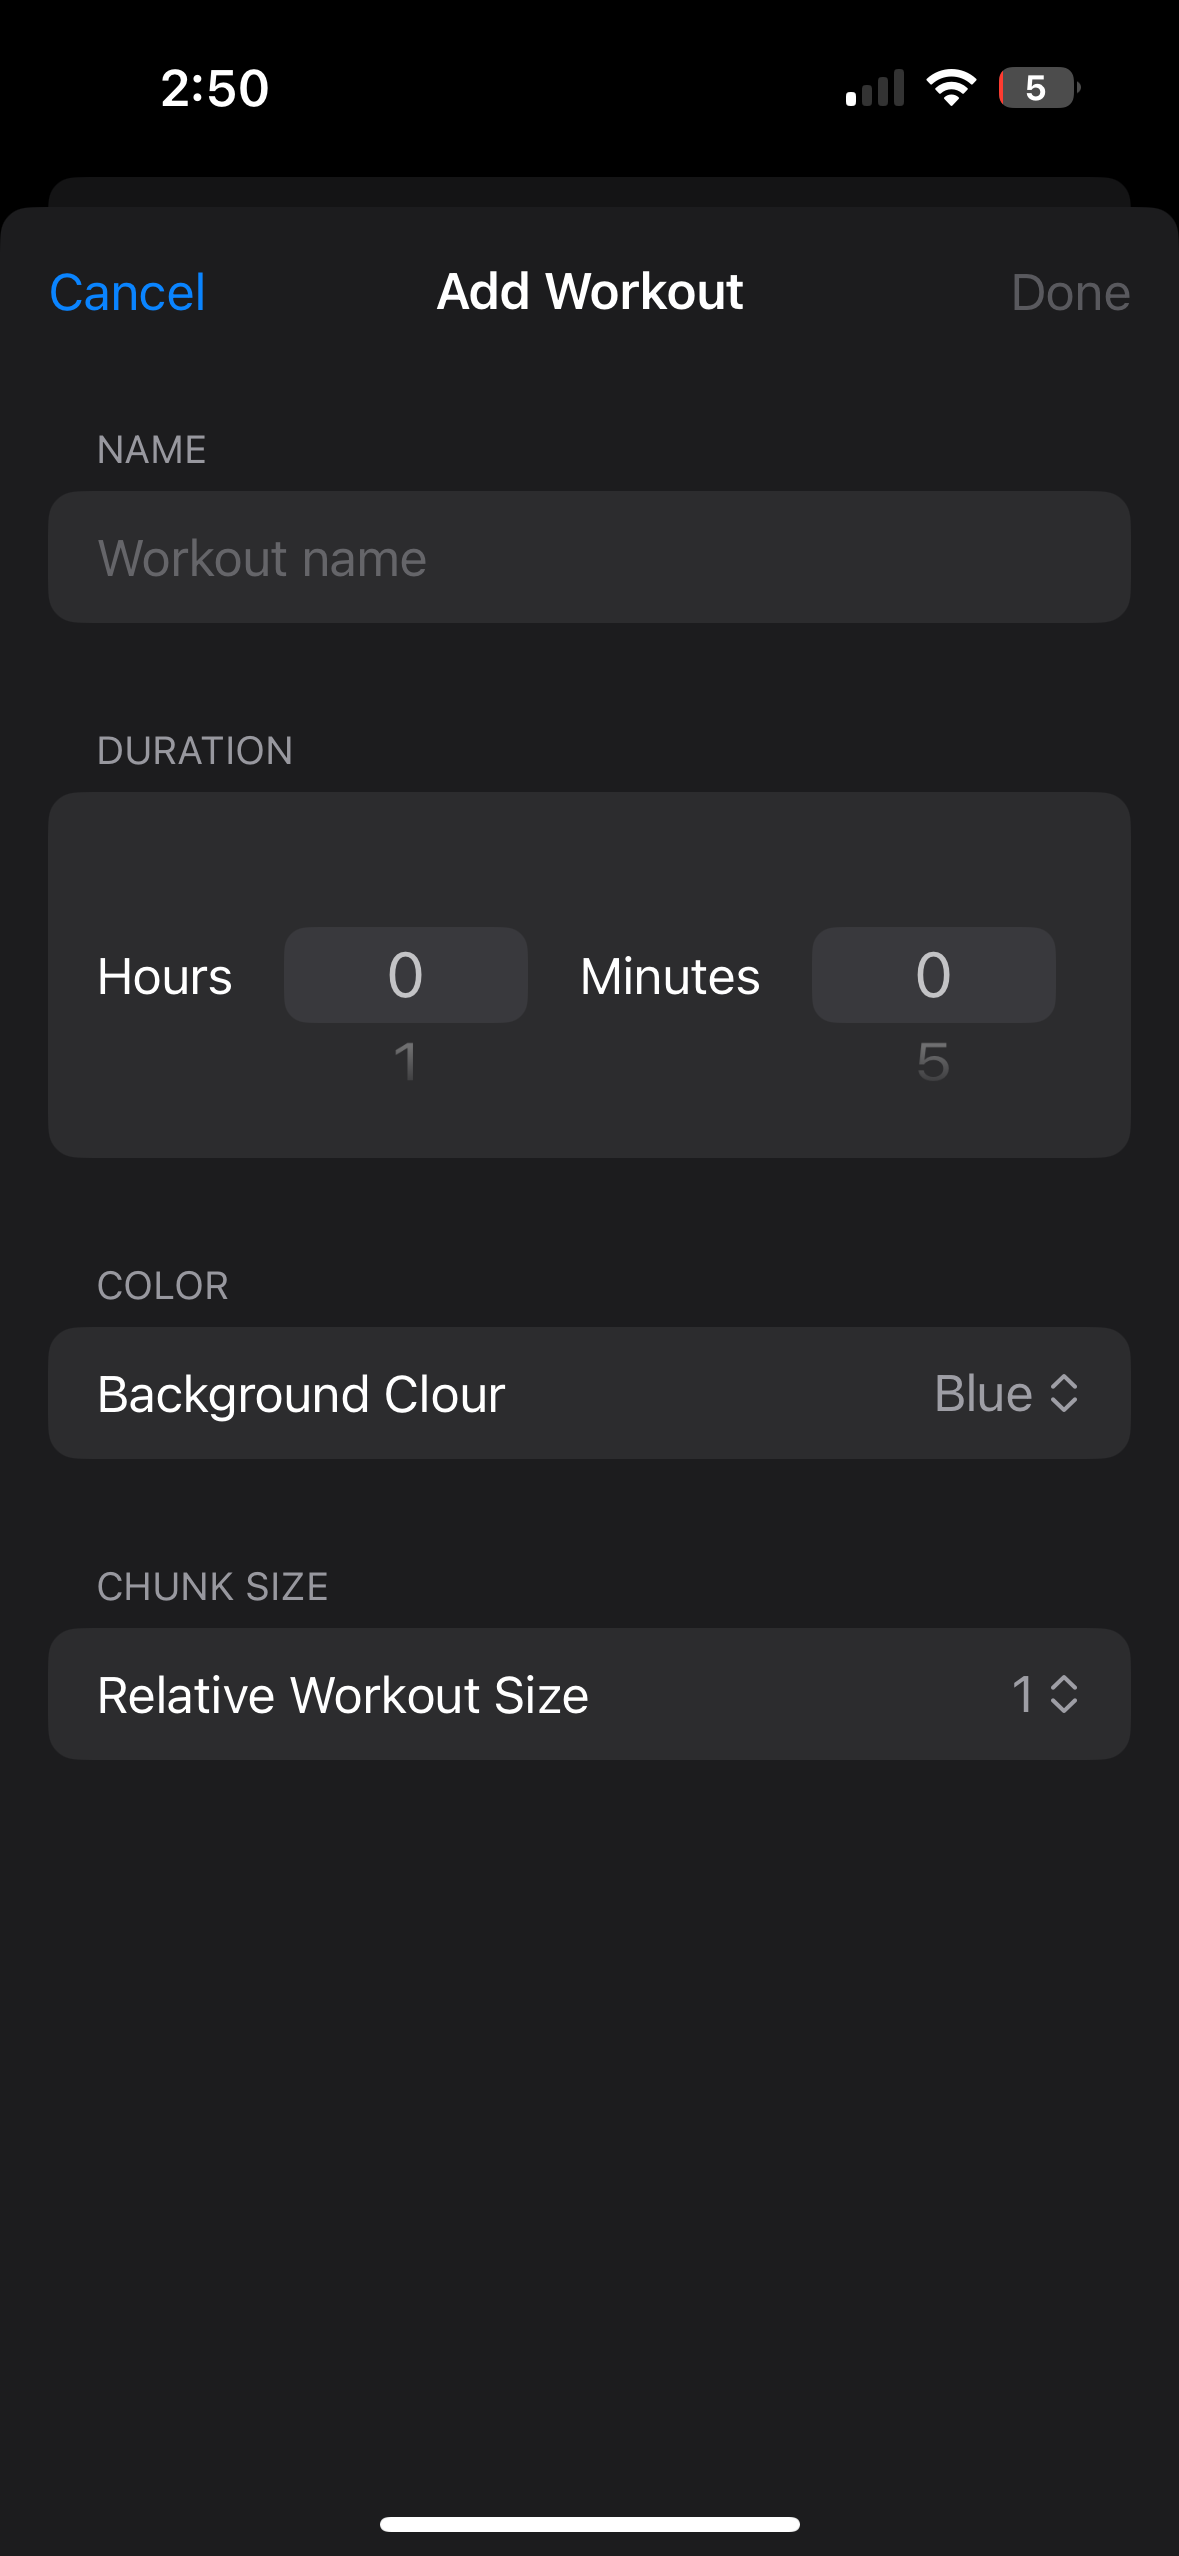 2:50
5
Cancel Add Workout Done
NAME
Workout name
DURATION
Hours 0 Minutes 0
1 5
COLOR
Background Clour Blue
CHUNK SIZE
Relative Workout Size 1